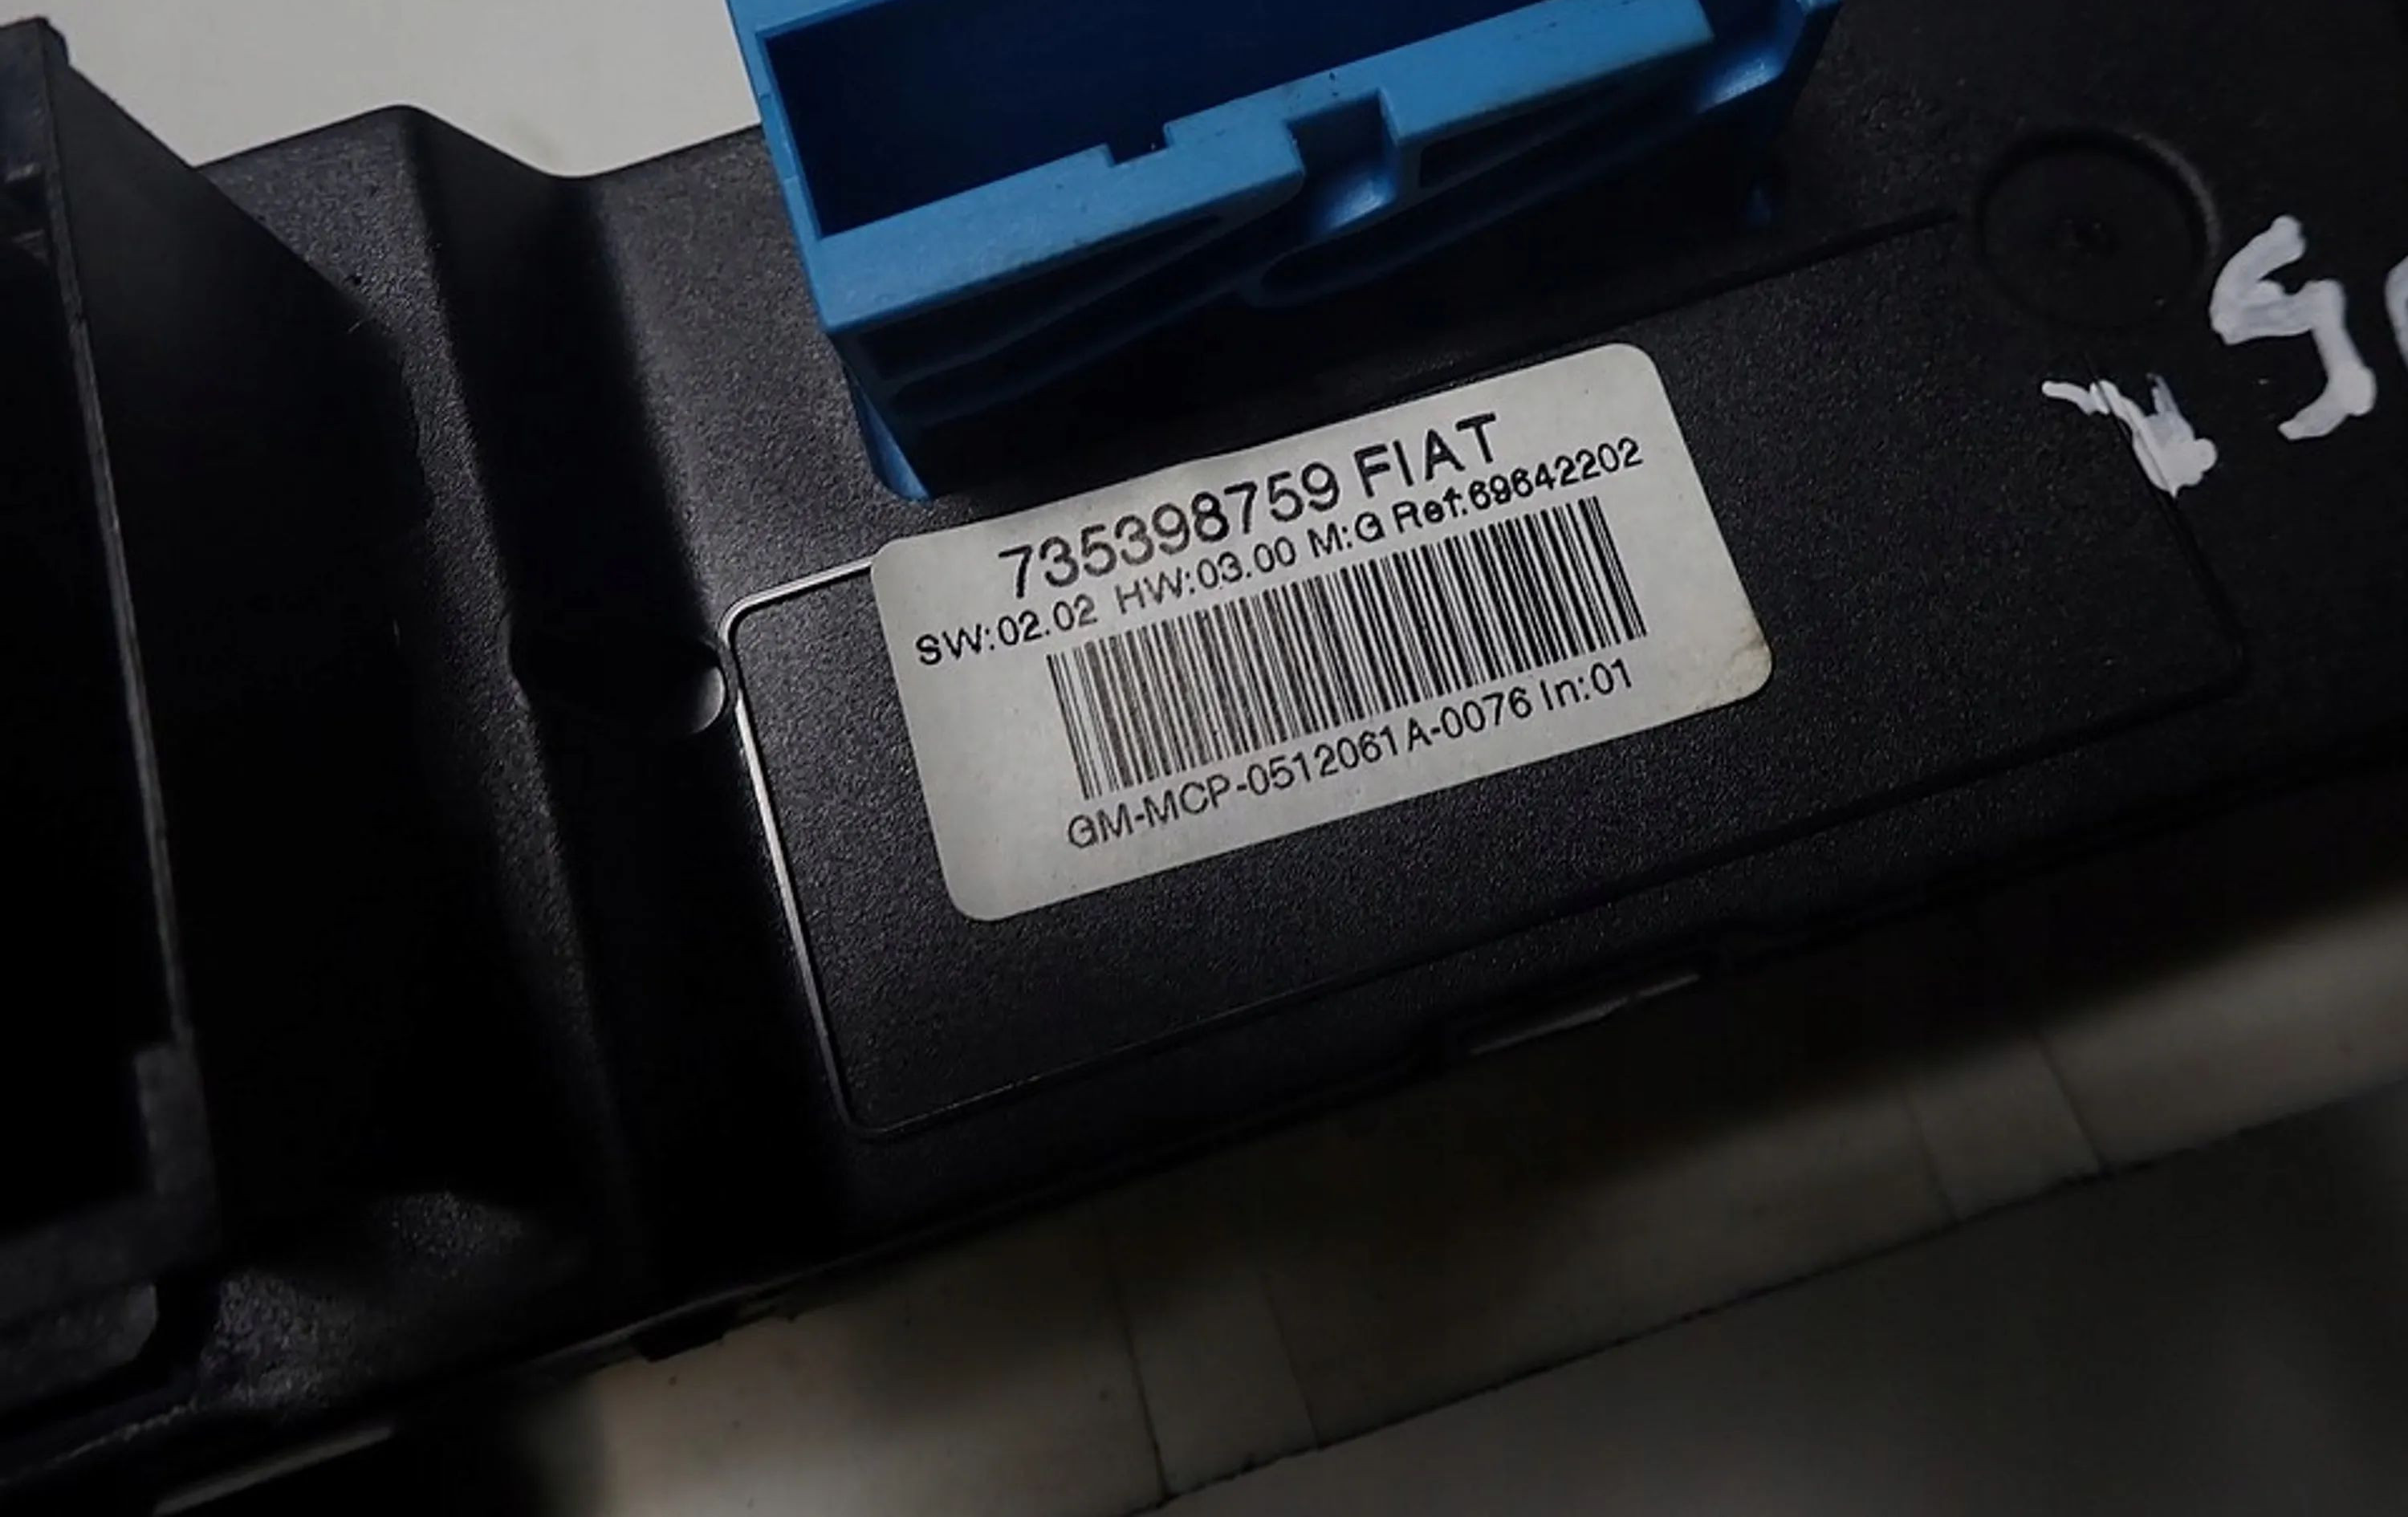 735398759 FIAT
SW:02.02 HW:03.00 M:G Ref:69642202
GM-MCP-0512061A-0076 In:01